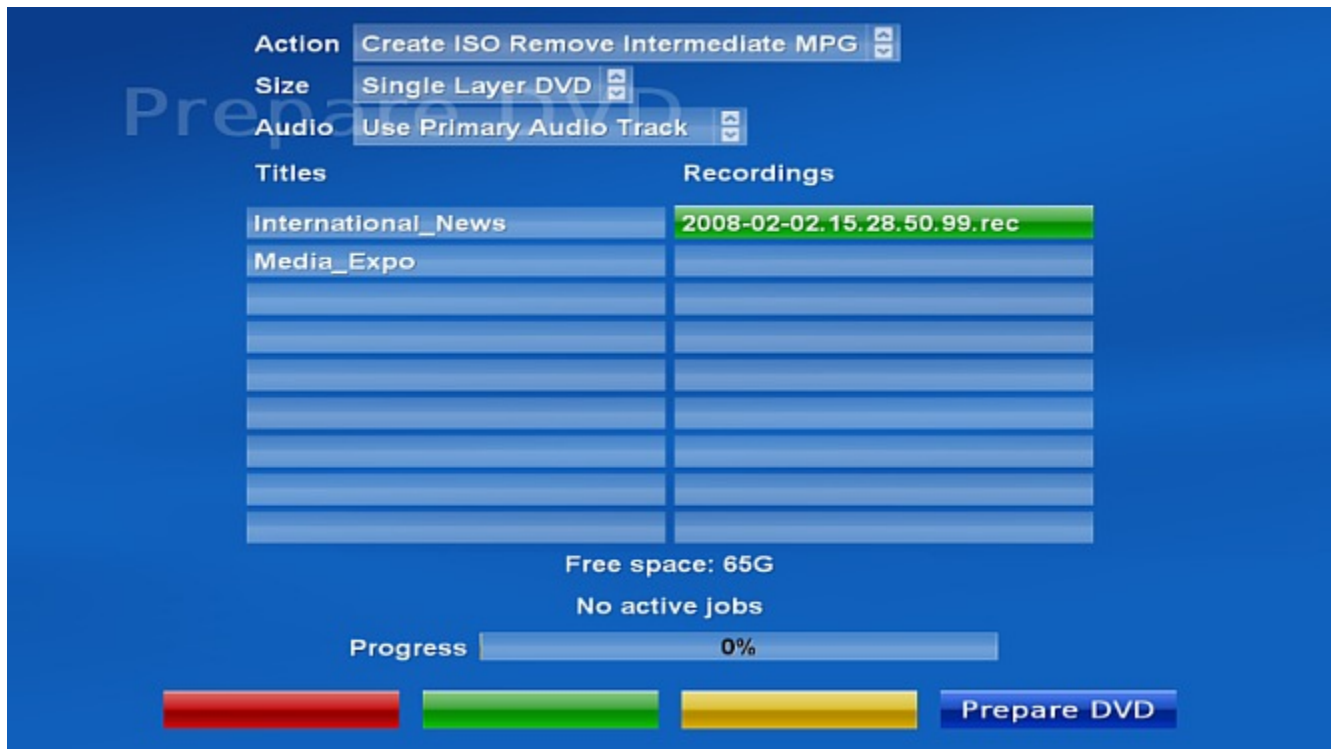 Prepare DVD
Action Create ISO Remove Intermediate MPG
Size Single Layer DVD
Audio Use Primary Audio Track
Titles Recordings
International_News 2008-02-02.15.28.50.99.rec
Media_Expo
Free space: 65G
No active jobs
Progress 0%
Prepare DVD